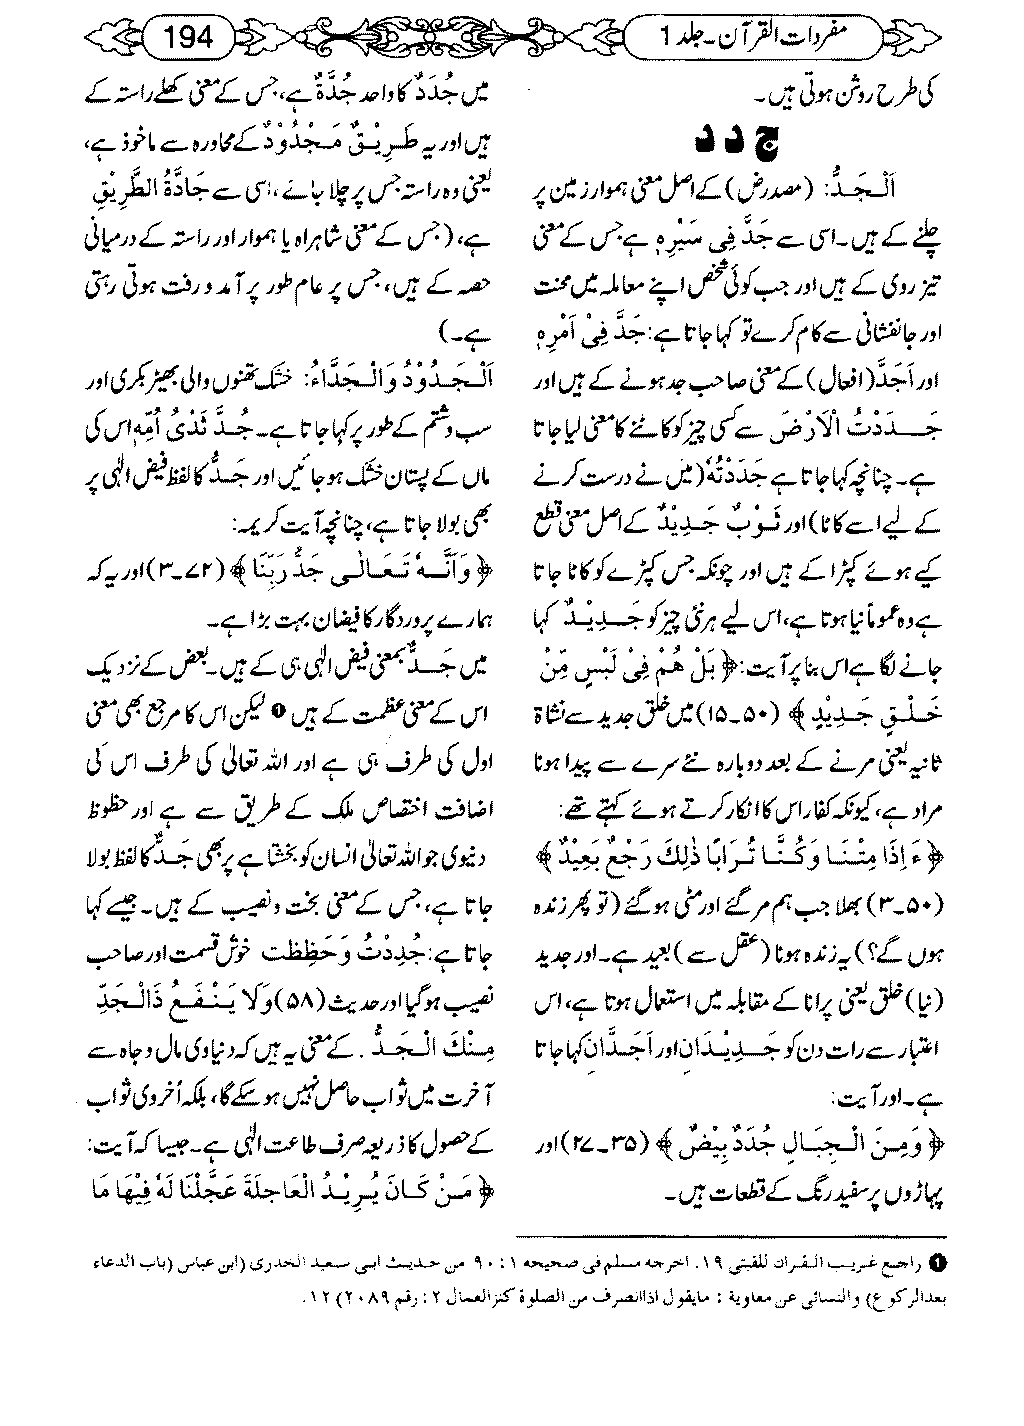 مفردات القرآن۔جلد 1
194
کی طرح روشن ہوتی ہیں۔
ج د د
اَلْجَدُّ: (مصدرض) کے اصل معنی ہموار زمین پر
چلنے کے ہیں۔ اسی سے جَدَّ فِی سَیْرِہٖ ہے جس کے معنی
تیز روی کے ہیں اور جب کوئی شخص اپنے معاملہ میں محنت
اور جانفشانی سے کام کرے تو کہا جاتا ہے: جَدَّ فِیْ اَمْرِہٖ
اور اَجَدَّ (افعال) کے معنی صاحب جد ہونے کے ہیں اور
جَدَدْتُ الْاَرْضَ سے کسی چیز کو کاٹنے کا معنی لیا جاتا
ہے۔ چنانچہ کہا جاتا ہے جَدَدْتُہٗ (میں نے درست کرنے
کے لیے اسے کاٹا) اور ثَوْبٌ جَدِیْدٌ کے اصل معنی قطع
کیے ہوئے کپڑا کے ہیں اور چونکہ جس کپڑے کو کاٹا جاتا
ہے وہ عموماً نیا ہوتا ہے، اس لیے ہر نئی چیز کو جَدِیْدٌ کہا
جانے لگا ہے اس بنا پر آیت: ﴿بَلْ هُمْ فِیْ لَبْسٍ مِّنْ
خَلْقٍ جَدِیْدٍ﴾ (۵۰۔۱۵) میں خلق جدید سے نشاۃ
ثانیہ یعنی مرنے کے بعد دوبارہ نئے سرے سے پیدا ہونا
مراد ہے، کیونکہ کفار اس کا انکار کرتے ہوئے کہتے تھے:
﴿ءَاِذَا مِتْنَا وَکُنَّا تُرَابًا ذٰلِكَ رَجْعٌ بَعِیْدٌ﴾
(۵۰۔۳) بھلا جب ہم مر گئے اور مٹی ہو گئے (تو پھر زندہ
ہوں گے؟) یہ زندہ ہونا (عقل سے) بعید ہے۔ اور جدید
(نیا) خلق یعنی پرانا کے مقابلہ میں استعمال ہوتا ہے، اس
اعتبار سے رات دن کو جَدِیْدَانِ اور اَجَدَّانِ کہا جاتا
ہے۔ اور آیت:
﴿وَمِنَ الْجِبَالِ جُدَدٌ بِیْضٌ﴾ (۳۵۔۲۷) اور
پہاڑوں پر سفید رنگ کے قطعات ہیں۔
میں جُدَدٌ کا واحد جُدَّۃٌ ہے، جس کے معنی کھلے راستہ کے
ہیں اور یہ طَرِیْقٌ مَجْدُوْدٌ کے محاورہ سے ماخوذ ہے،
یعنی وہ راستہ جس پر چلا جائے، اسی سے جَادَّۃُ الطَّرِیْقِ
ہے، (جس کے معنی شاہراہ یا ہموار اور راستہ کے درمیانی
حصہ کے ہیں، جس پر عام طور پر آمد و رفت ہوتی رہتی
ہے۔)
اَلْجَدُوْدُ وَالْجَدَّاءُ: خشک تھنوں والی بھیڑ بکری اور
سب و شتم کے طور پر کہا جاتا ہے۔ جُدَّ ثَدْیُ اُمِّہٖ اس کی
ماں کے پستان خشک ہو جائیں اور جَدٌّ کا لفظ فیض الٰہی پر
بھی بولا جاتا ہے، چنانچہ آیت کریمہ:
﴿وَاَنَّهٗ تَعَالٰی جَدُّ رَبِّنَا﴾ (۷۲۔۳) اور یہ کہ
ہمارے پروردگار کا فیضان بہت بڑا ہے۔
میں جَدٌّ بمعنی فیض الٰہی ہی کے ہیں۔ بعض کے نزدیک
اس کے معنی عظمت کے ہیں ❶ لیکن اس کا مرجع بھی معنی
اول کی طرف ہی ہے اور اللہ تعالیٰ کی طرف اس کی
اضافت اختصاص ملک کے طریق سے ہے اور حظوظ
دنیوی جو اللہ تعالیٰ انسان کو بخشتا ہے پر بھی جَدٌّ کا لفظ بولا
جاتا ہے، جس کے معنی بخت و نصیب کے ہیں۔ جیسے کہا
جاتا ہے: جُدِدْتُ وَحَظِظْتُ خوش قسمت اور صاحب
نصیب ہو گیا اور حدیث (۵۸) وَلَا یَنْفَعُ ذَالْجَدِّ
مِنْكَ الْجَدُّ. کے معنی یہ ہیں کہ دنیاوی مال و جاہ سے
آخرت میں ثواب حاصل نہیں ہو سکے گا، بلکہ اُخروی ثواب
کے حصول کا ذریعہ صرف طاعت الٰہی ہے۔ جیسا کہ آیت:
﴿مَنْ کَانَ یُرِیْدُ الْعَاجِلَةَ عَجَّلْنَا لَهٗ فِیْهَا مَا
❶ راجع غریب القران للقبتی ۱۹. اخرجه مسلم فی صحیحه ۱: ۹۰ من حدیث ابی سعید الخدری (ابن عباس (باب الدعاء
بعدالرکوع) والنسائی عن معاویة: مایقول اذاانصرف من الصلوة کنزالعمال ۲: رقم ۲۰۸۹) ۱۲.